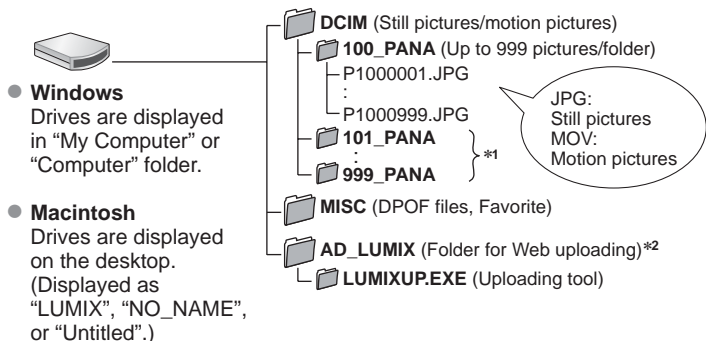 ● Windows
Drives are displayed
in “My Computer” or
“Computer” folder.
● Macintosh
Drives are displayed
on the desktop.
(Displayed as
“LUMIX”, “NO_NAME”,
or “Untitled”.)
DCIM (Still pictures/motion pictures)
100_PANA (Up to 999 pictures/folder)
P1000001.JPG
:
P1000999.JPG
101_PANA
:
999_PANA
*1
JPG:
Still pictures
MOV:
Motion pictures
MISC (DPOF files, Favorite)
AD_LUMIX (Folder for Web uploading)*2
LUMIXUP.EXE (Uploading tool)